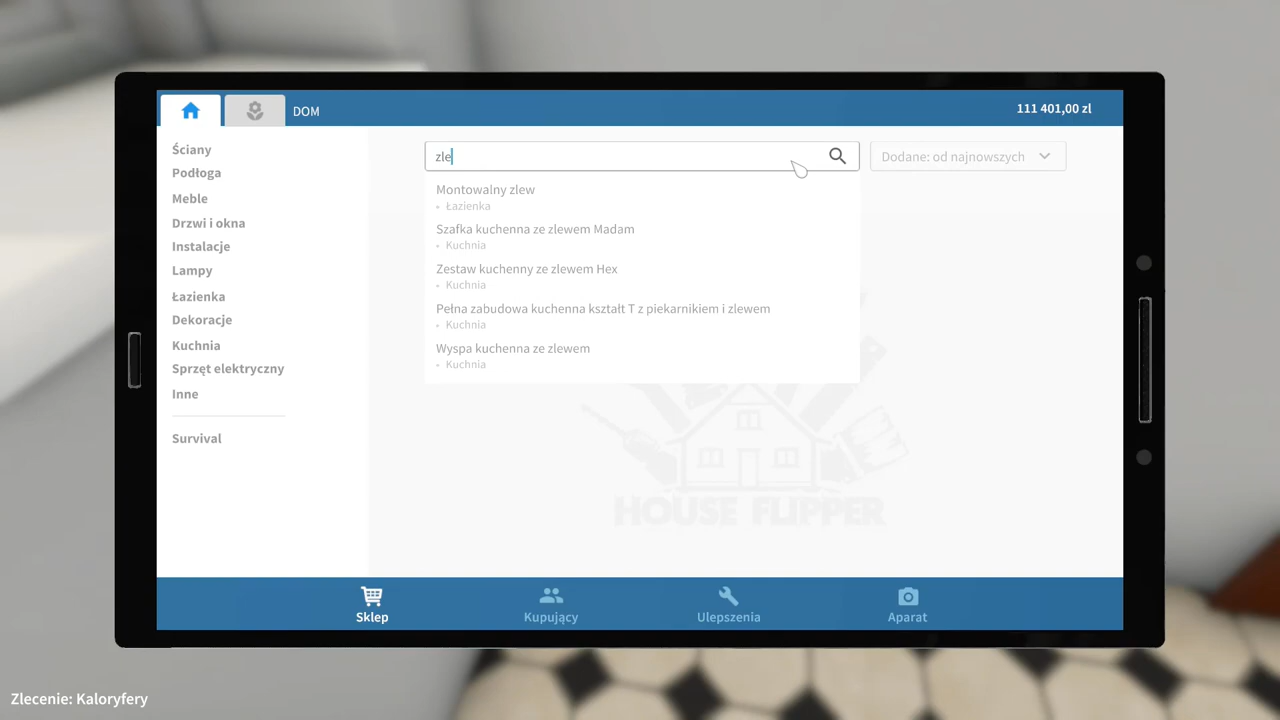 DOM
111 401,00 zl
Ściany
Podłoga
Meble
Drzwi i okna
Instalacje
Lampy
Łazienka
Dekoracje
Kuchnia
Sprzęt elektryczny
Inne
Survival
zle
Dodane: od najnowszych
Montowalny zlew
• Łazienka
Szafka kuchenna ze zlewem Madam
• Kuchnia
Zestaw kuchenny ze zlewem Hex
• Kuchnia
Pełna zabudowa kuchenna kształt T z piekarnikiem i zlewem
• Kuchnia
Wyspa kuchenna ze zlewem
• Kuchnia
HOUSE FLIPPER
Sklep
Kupujący
Ulepszenia
Aparat
Zlecenie: Kaloryfery